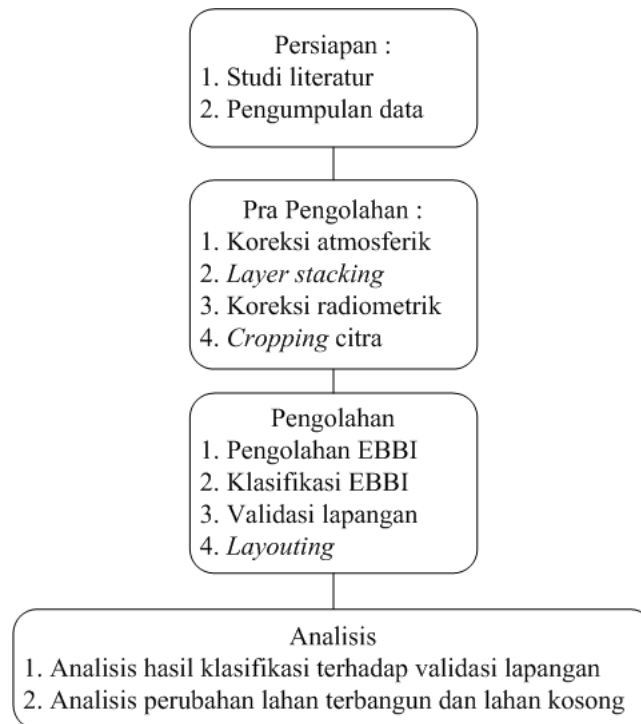 Persiapan :
1. Studi literatur
2. Pengumpulan data
Pra Pengolahan :
1. Koreksi atmosferik
2. Layer stacking
3. Koreksi radiometrik
4. Cropping citra
Pengolahan
1. Pengolahan EBBI
2. Klasifikasi EBBI
3. Validasi lapangan
4. Layouting
Analisis
1. Analisis hasil klasifikasi terhadap validasi lapangan
2. Analisis perubahan lahan terbangun dan lahan kosong